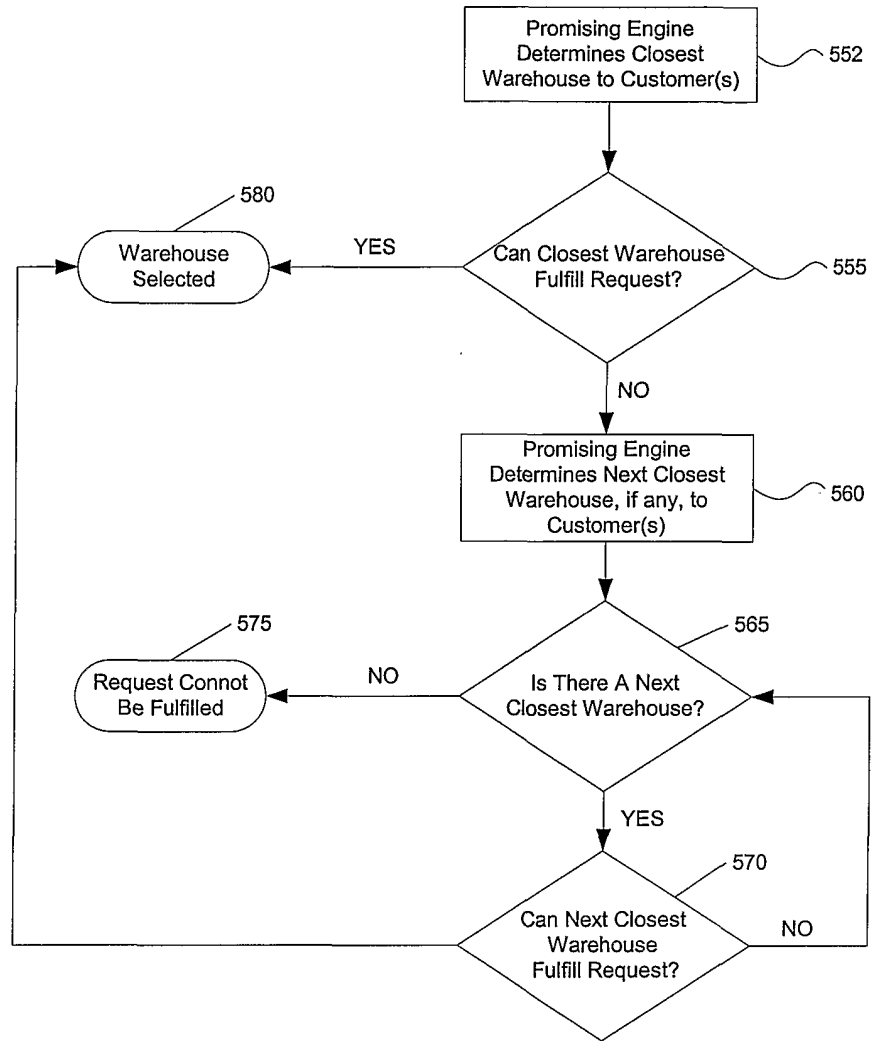 Promising Engine
Determines Closest
Warehouse to Customer(s)
552
580
Warehouse
Selected
YES
Can Closest Warehouse
Fulfill Request?
555
NO
Promising Engine
Determines Next Closest
Warehouse, if any, to
Customer(s)
560
575
Request Connot
Be Fulfilled
NO
565
Is There A Next
Closest Warehouse?
YES
570
Can Next Closest
Warehouse
Fulfill Request?
NO